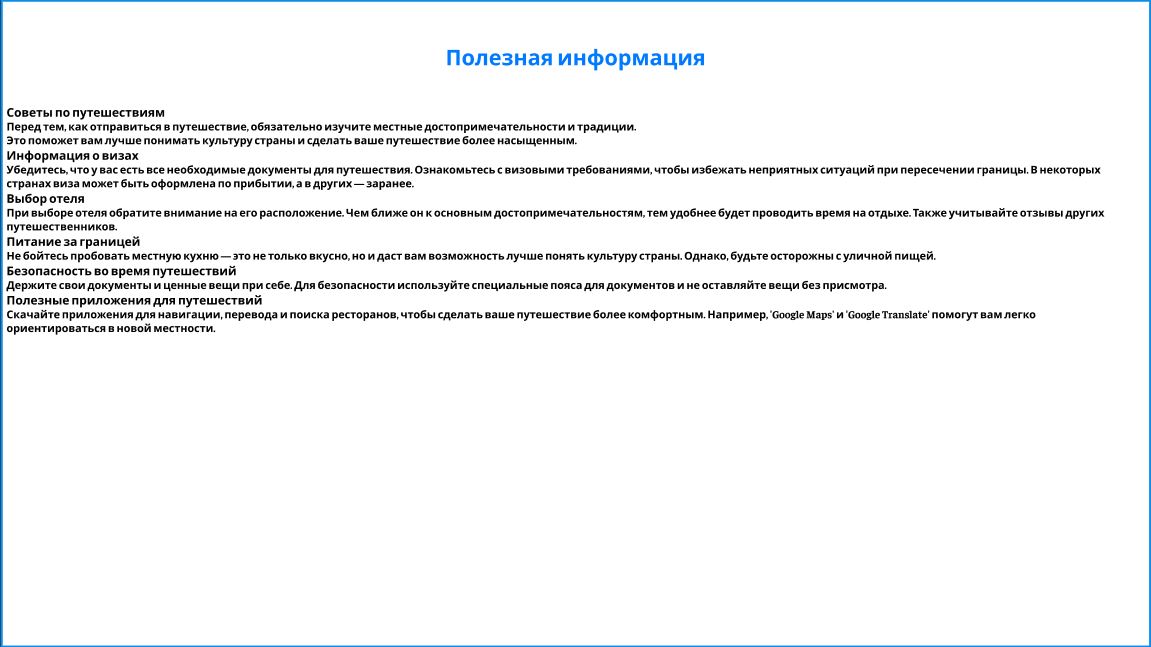 Полезная информация
Советы по путешествиям
Перед тем, как отправиться в путешествие, обязательно изучите местные достопримечательности и традиции.
Это поможет вам лучше понимать культуру страны и сделать ваше путешествие более насыщенным.
Информация о визах
Убедитесь, что у вас есть все необходимые документы для путешествия. Ознакомьтесь с визовыми требованиями, чтобы избежать неприятных ситуаций при пересечении границы. В некоторых
странах виза может быть оформлена по прибытии, а в других — заранее.
Выбор отеля
При выборе отеля обратите внимание на его расположение. Чем ближе он к основным достопримечательностям, тем удобнее будет проводить время на отдыхе. Также учитывайте отзывы других
путешественников.
Питание за границей
Не бойтесь пробовать местную кухню — это не только вкусно, но и даст вам возможность лучше понять культуру страны. Однако, будьте осторожны с уличной пищей.
Безопасность во время путешествий
Держите свои документы и ценные вещи при себе. Для безопасности используйте специальные пояса для документов и не оставляйте вещи без присмотра.
Полезные приложения для путешествий
Скачайте приложения для навигации, перевода и поиска ресторанов, чтобы сделать ваше путешествие более комфортным. Например, 'Google Maps' и 'Google Translate' помогут вам легко
ориентироваться в новой местности.